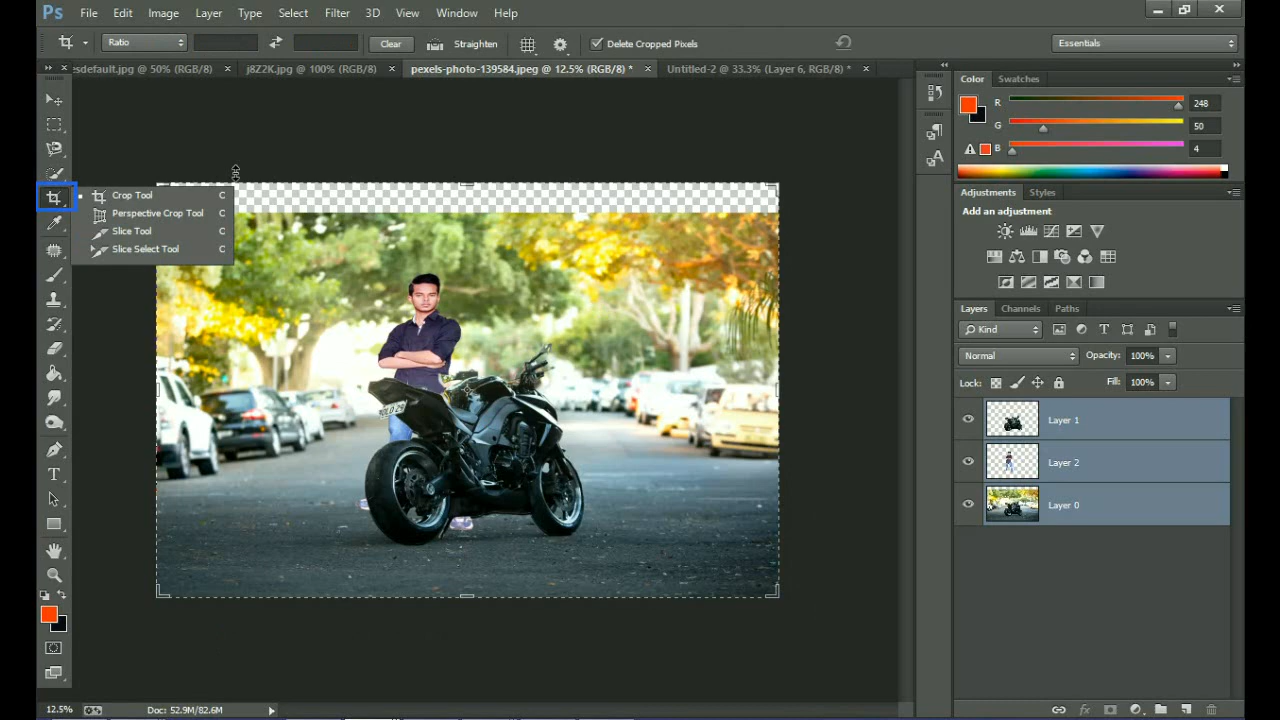 Ps File Edit Image Layer Type Select Filter 3D View Window Help
Ratio Clear Straighten Delete Cropped Pixels Essentials
esdefault.jpg @ 50% (RGB/8) × j8Z2K.jpg @ 100% (RGB/8) × pexels-photo-139584.jpeg @ 12.5% (RGB/8) * × Untitled-2 @ 33.3% (Layer 6, RGB/8) * ×
Crop Tool C
Perspective Crop Tool C
Slice Tool C
Slice Select Tool C
Color Swatches
R 248
G 50
B 4
Adjustments Styles
Add an adjustment
Layers Channels Paths
Kind
Normal Opacity: 100%
Lock: Fill: 100%
Layer 1
Layer 2
Layer 0
12.5% Doc: 52.9M/82.6M